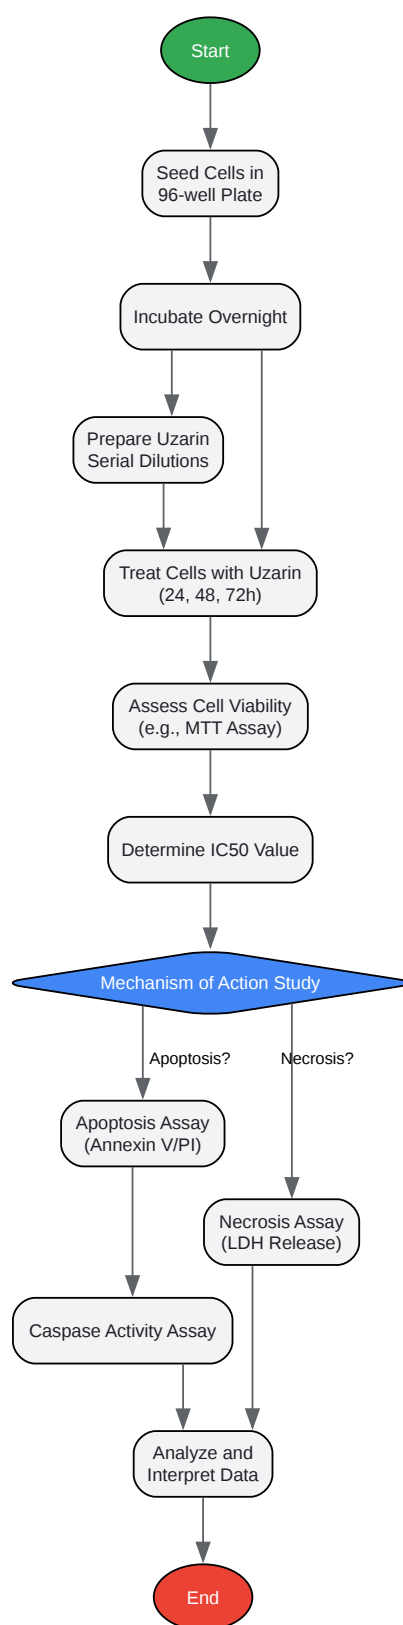 Start
Seed Cells in
96-well Plate
Incubate Overnight
Prepare Uzarin
Serial Dilutions
Treat Cells with Uzarin
(24, 48, 72h)
Assess Cell Viability
(e.g., MTT Assay)
Determine IC50 Value
Mechanism of Action Study
Apoptosis?
Necrosis?
Apoptosis Assay
(Annexin V/PI)
Necrosis Assay
(LDH Release)
Caspase Activity Assay
Analyze and
Interpret Data
End